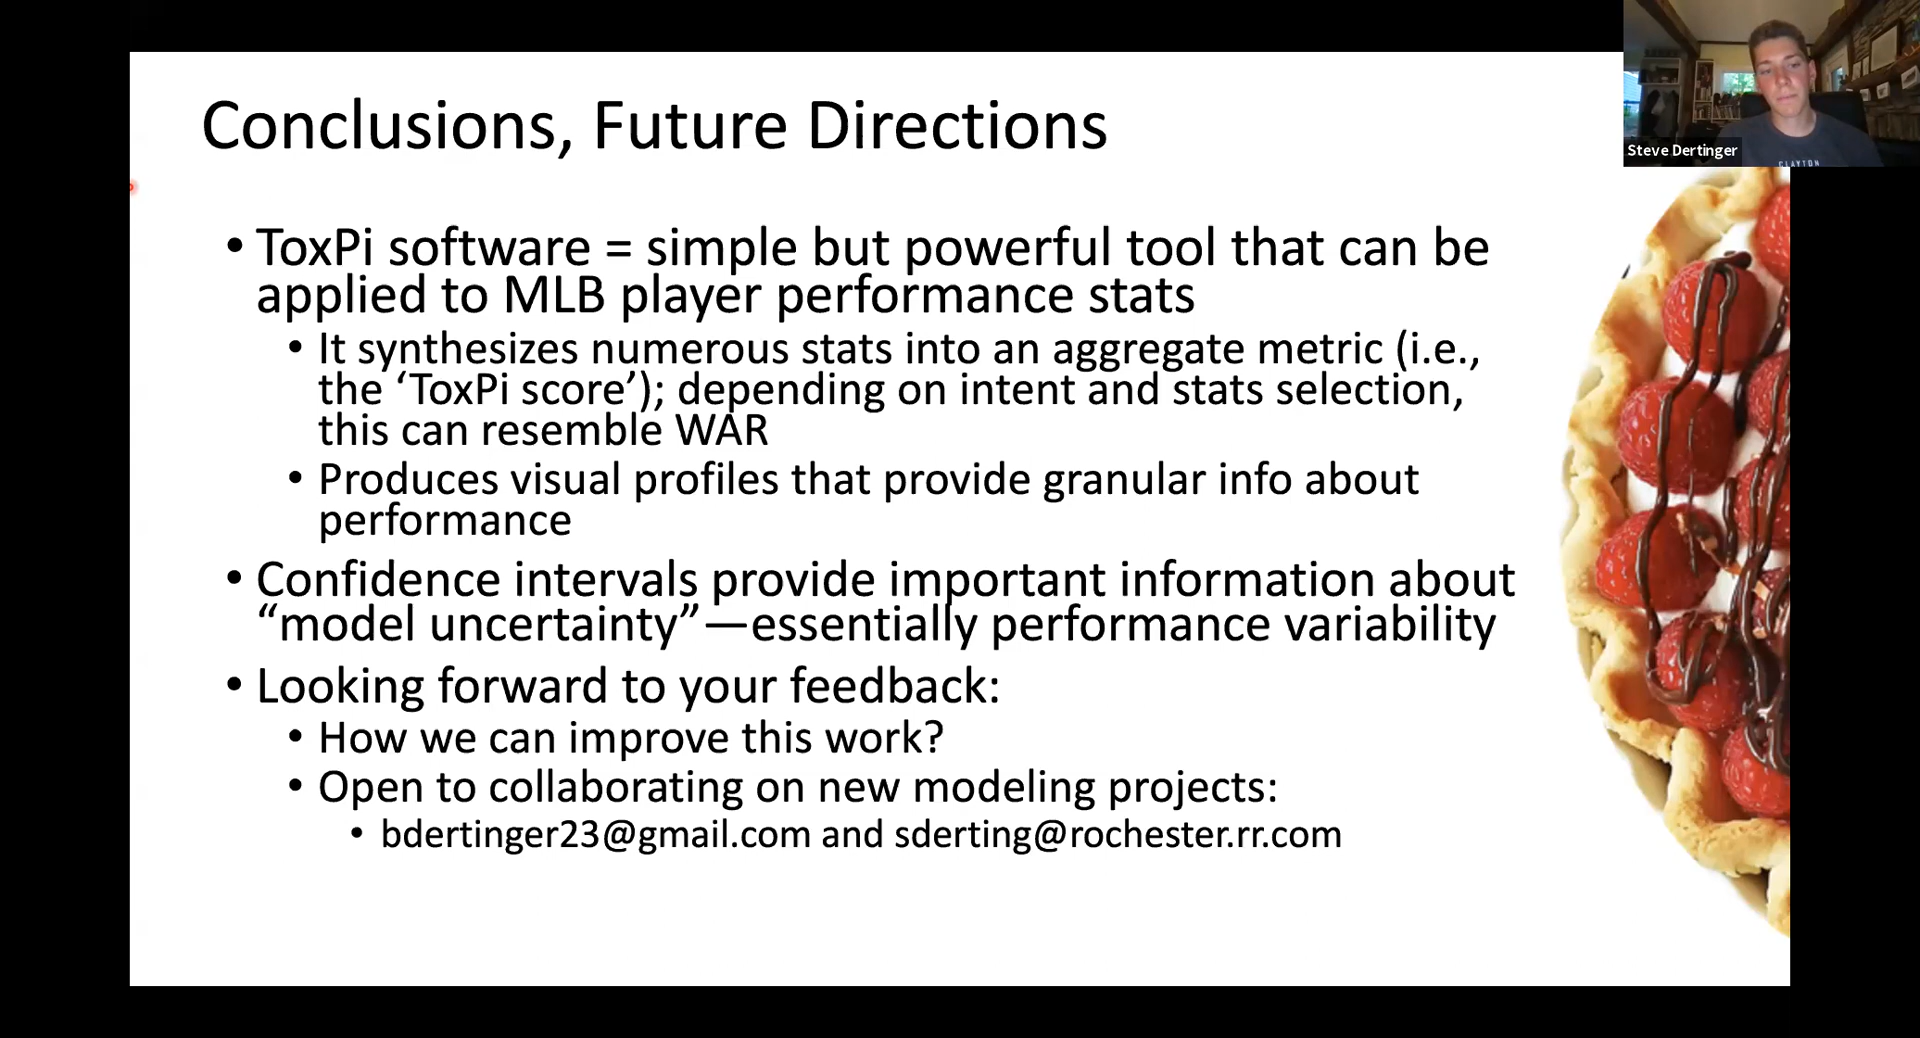 Conclusions, Future Directions
Steve Dertinger
CLAYTON
• ToxPi software = simple but powerful tool that can be
applied to MLB player performance stats
• It synthesizes numerous stats into an aggregate metric (i.e.,
the ‘ToxPi score’); depending on intent and stats selection,
this can resemble WAR
• Produces visual profiles that provide granular info about
performance
• Confidence intervals provide important information about
“model uncertainty”—essentially performance variability
• Looking forward to your feedback:
• How we can improve this work?
• Open to collaborating on new modeling projects:
• bdertinger23@gmail.com and sderting@rochester.rr.com